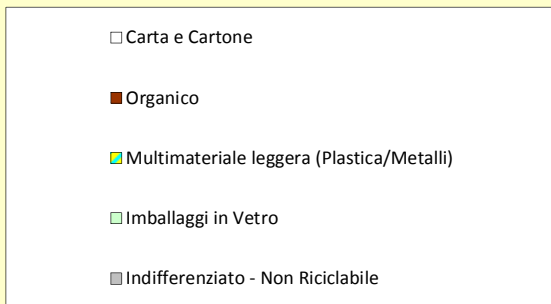 Carta e Cartone
Organico
Multimateriale leggera (Plastica/Metalli)
Imballaggi in Vetro
Indifferenziato - Non Riciclabile